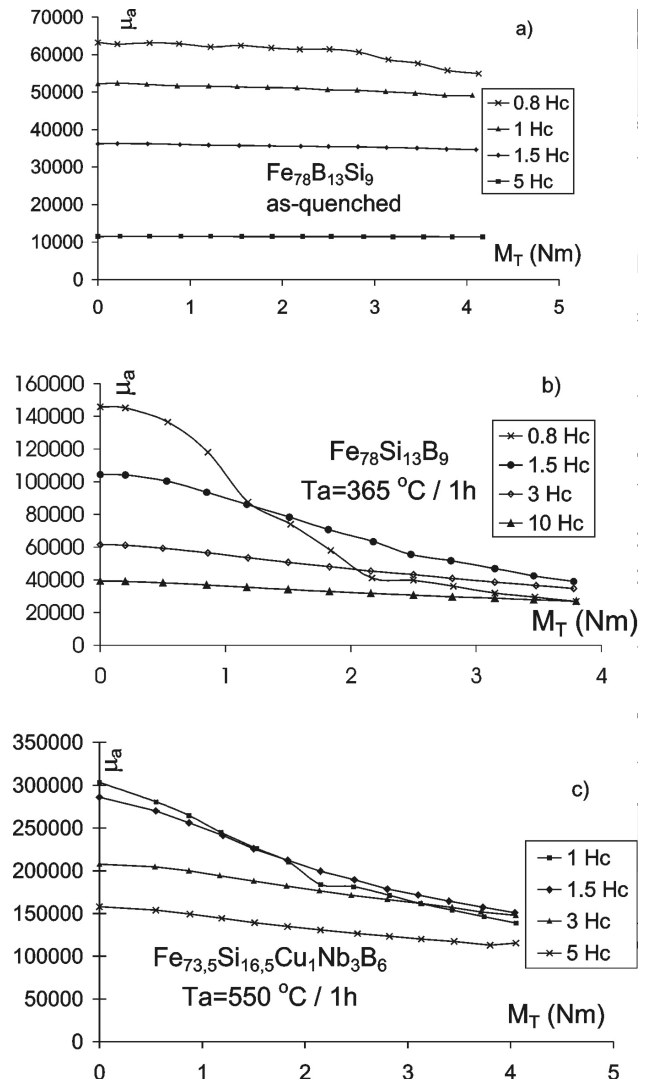 μa
a)
70000
60000
50000
40000
30000
20000
10000
0
0.8 Hc
1 Hc
1.5 Hc
5 Hc
Fe78B13Si9
as-quenched
MT (Nm)
0 1 2 3 4 5
μa
b)
160000
140000
120000
100000
80000
60000
40000
20000
0
0.8 Hc
1.5 Hc
3 Hc
10 Hc
Fe78Si13B9
Ta=365 °C / 1h
MT (Nm)
0 1 2 3 4
μa
c)
350000
300000
250000
200000
150000
100000
50000
0
1 Hc
1.5 Hc
3 Hc
5 Hc
Fe73,5Si16,5Cu1Nb3B6
Ta=550 °C / 1h
MT (Nm)
0 1 2 3 4 5